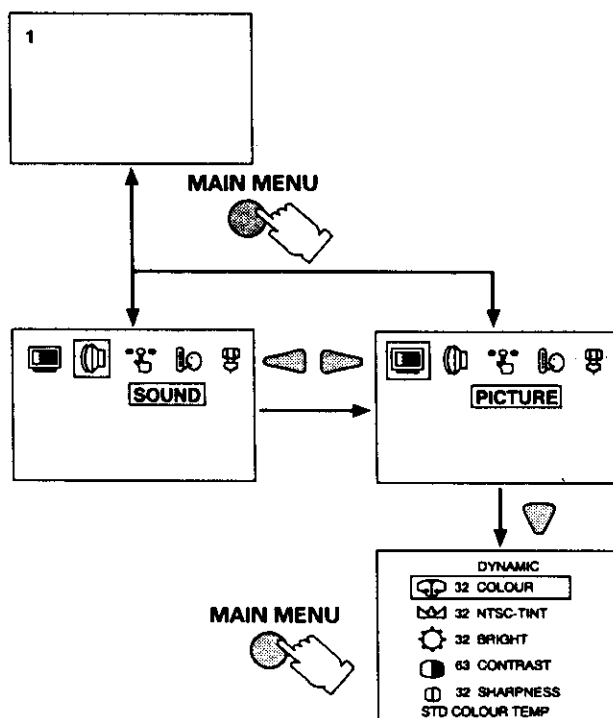 1
MAIN MENU
SOUND
PICTURE
DYNAMIC
32 COLOUR
32 NTSC-TINT
32 BRIGHT
63 CONTRAST
32 SHARPNESS
STD COLOUR TEMP
MAIN MENU